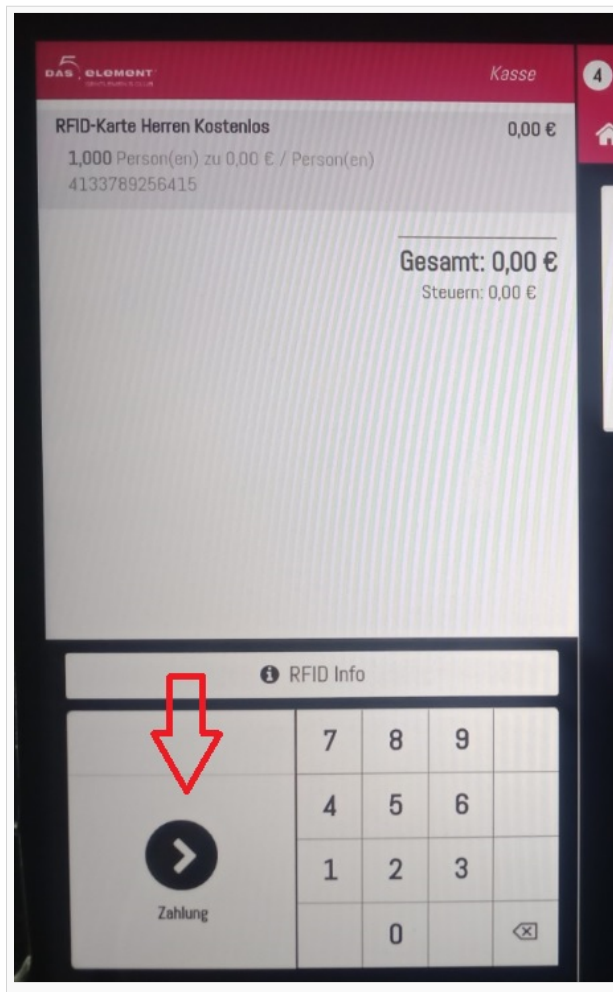 5
DAS ELEMENT
Kasse
4
RFID-Karte Herren Kostenlos
0,00 €
1,000 Person(en) zu 0,00 € / Person(en)
4133789256415
Gesamt: 0,00 €
Steuern: 0,00 €
RFID Info
7 8 9
4 5 6
1 2 3
Zahlung
0